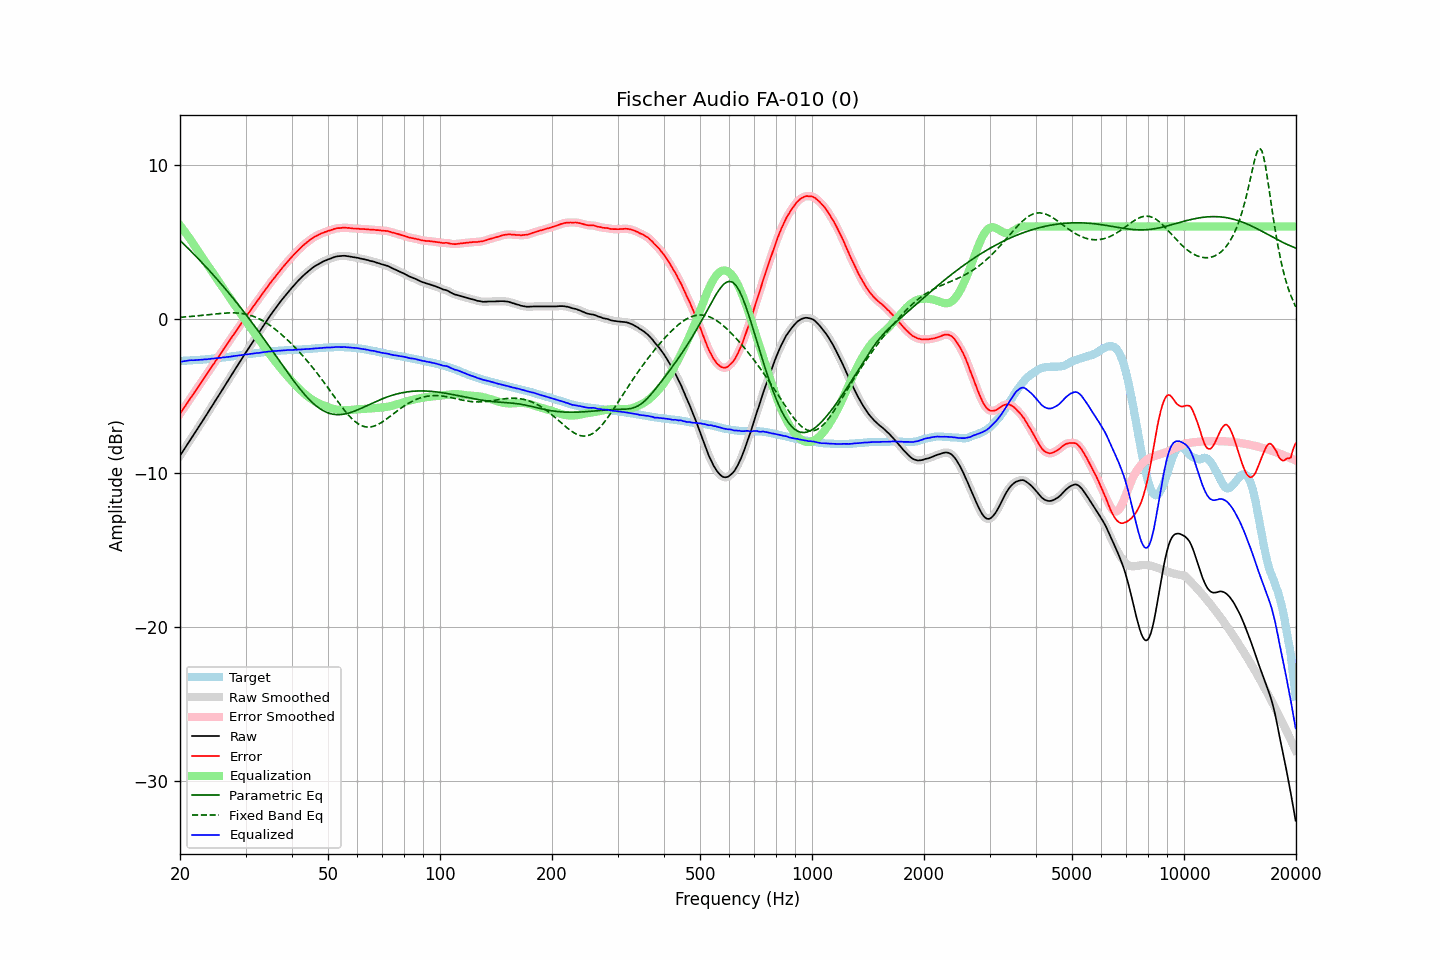 Fischer Audio FA-010 (0)
Amplitude (dBr)
10
0
−10
−20
−30
Target
Raw Smoothed
Error Smoothed
Raw
Error
Equalization
Parametric Eq
Fixed Band Eq
Equalized
20 50 100 200 500 1000 2000 5000 10000 20000
Frequency (Hz)